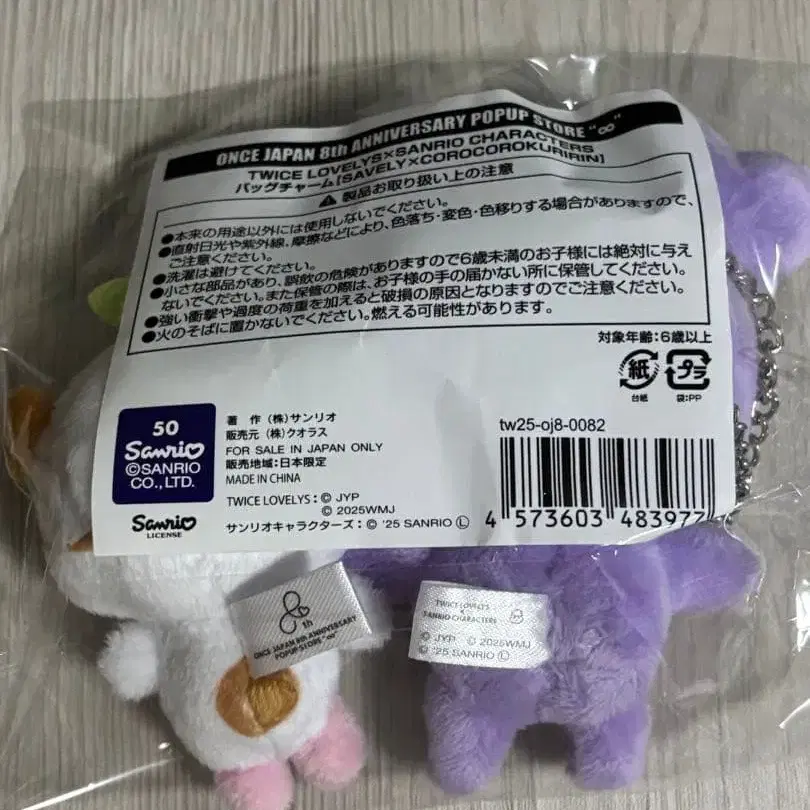 ONCE JAPAN 8th ANNIVERSARY POPUP STORE "∞"
TWICE LOVELYS×SANRIO CHARACTERS
バッグチャーム[SAVELY×COROCOROKURIRIN]
⚠ 製品お取り扱い上の注意
●本来の用途以外には使用しないでください。
●直射日光や紫外線、摩擦などにより、色落ち・変色・色移りする場合がありますので、
ご注意ください。
●洗濯は避けてください。
●小さな部品があり、誤飲の危険がありますので6歳未満のお子様には絶対に与え
ないでください。また保管の際は、お子様の手の届かない所に保管してください。
●強い衝撃や過度の荷重を加えると破損の原因となりますのでご注意ください。
●火のそばに置かないでください。燃える可能性があります。
対象年齢:6歳以上
紙
プラ
台紙
袋:PP
50
Sanrio
©SANRIO
CO., LTD.
Sanrio
LICENSE
著 作 (株)サンリオ
販売元 (株)クオラス
FOR SALE IN JAPAN ONLY
販売地域:日本限定
MADE IN CHINA
TWICE LOVELYS:© JYP
© 2025WMJ
サンリオキャラクターズ:© '25 SANRIO Ⓛ
tw25-oj8-0082
4 573603 483977
8th
ONCE JAPAN 8th ANNIVERSARY
POPUP STORE "∞"
TWICE LOVELYS
×
SANRIO CHARACTERS
© JYP © 2025WMJ
© '25 SANRIO Ⓛ